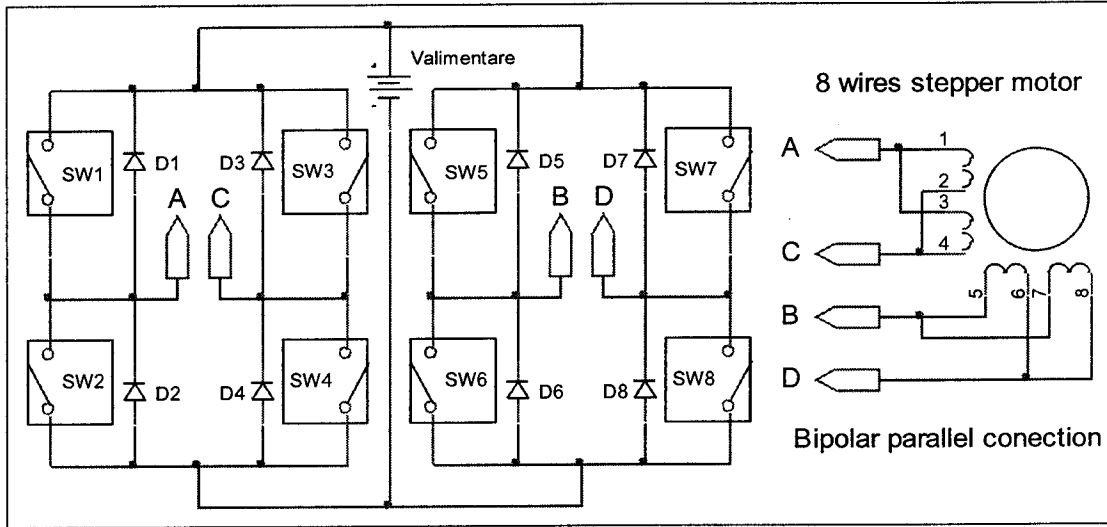 Valimentare
8 wires stepper motor
SW1
D1
D3
SW3
SW5
D5
D7
SW7
A
C
B
D
SW2
D2
D4
SW4
SW6
D6
D8
SW8
A
1
2
3
4
C
B
5
6
7
8
D
Bipolar parallel conection